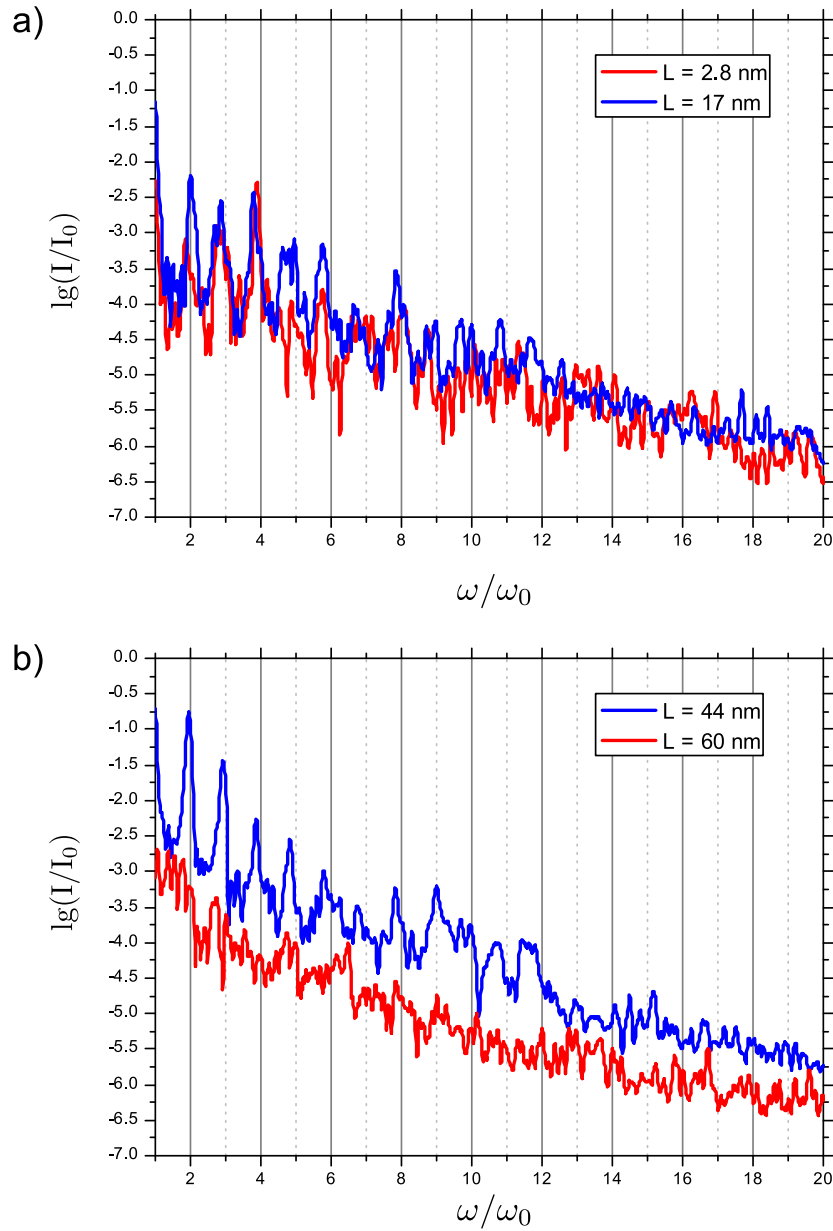 a)
0.0
-0.5
-1.0
-1.5
-2.0
-2.5
-3.0
-3.5
-4.0
-4.5
-5.0
-5.5
-6.0
-6.5
-7.0
lg(I/I₀)
L = 2.8 nm
L = 17 nm
2 4 6 8 10 12 14 16 18 20
ω/ω₀
b)
0.0
-0.5
-1.0
-1.5
-2.0
-2.5
-3.0
-3.5
-4.0
-4.5
-5.0
-5.5
-6.0
-6.5
-7.0
lg(I/I₀)
L = 44 nm
L = 60 nm
2 4 6 8 10 12 14 16 18 20
ω/ω₀